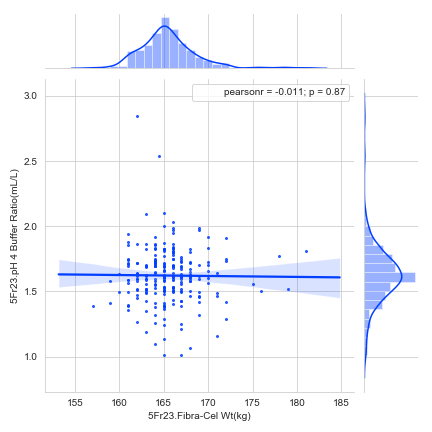 pearsonr = -0.011; p = 0.87
3.0
2.5
2.0
1.5
1.0
5Fr23.pH 4 Buffer Ratio(mL/L)
155 160 165 170 175 180 185
5Fr23.Fibra-Cel Wt(kg)